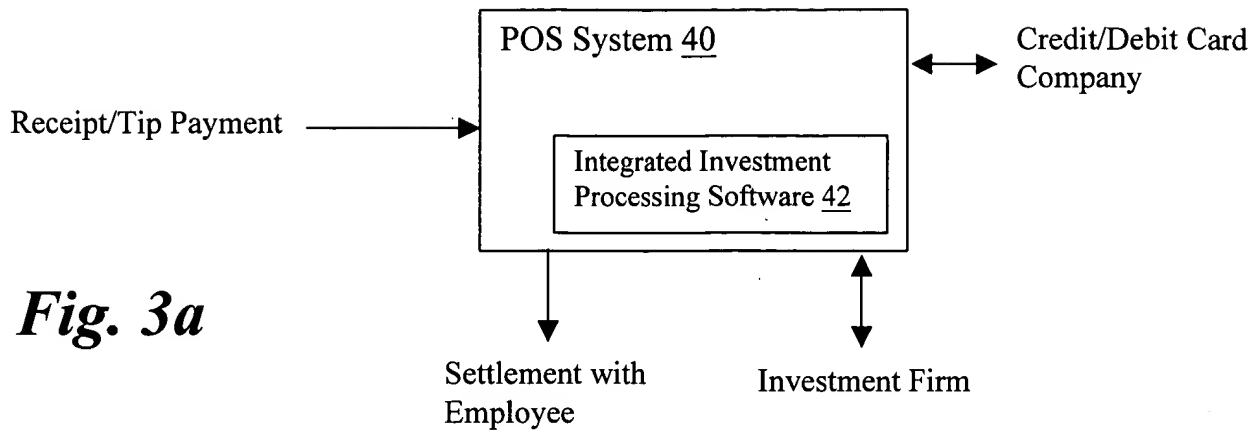 POS System 40
Credit/Debit Card
Company
Receipt/Tip Payment
Integrated Investment
Processing Software 42
Fig. 3a
Settlement with
Employee
Investment Firm